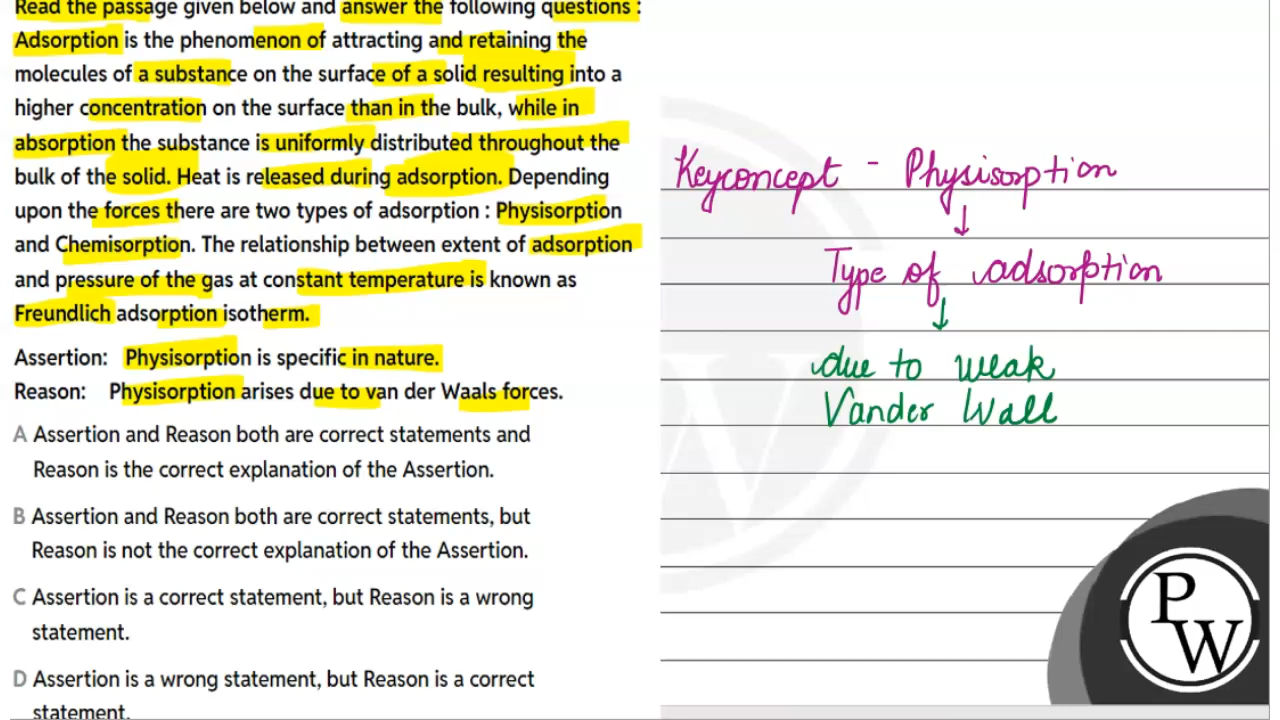 Read the passage given below and answer the following questions :
Adsorption is the phenomenon of attracting and retaining the
molecules of a substance on the surface of a solid resulting into a
higher concentration on the surface than in the bulk, while in
absorption the substance is uniformly distributed throughout the
bulk of the solid. Heat is released during adsorption. Depending
upon the forces there are two types of adsorption : Physisorption
and Chemisorption. The relationship between extent of adsorption
and pressure of the gas at constant temperature is known as
Freundlich adsorption isotherm.
Assertion: Physisorption is specific in nature.
Reason: Physisorption arises due to van der Waals forces.
A Assertion and Reason both are correct statements and
Reason is the correct explanation of the Assertion.
B Assertion and Reason both are correct statements, but
Reason is not the correct explanation of the Assertion.
C Assertion is a correct statement, but Reason is a wrong
statement.
D Assertion is a wrong statement, but Reason is a correct
statement.
Keyconcept - Physisorption
↓
Type of adsorption
↓
due to weak
Vander Wall
P
W